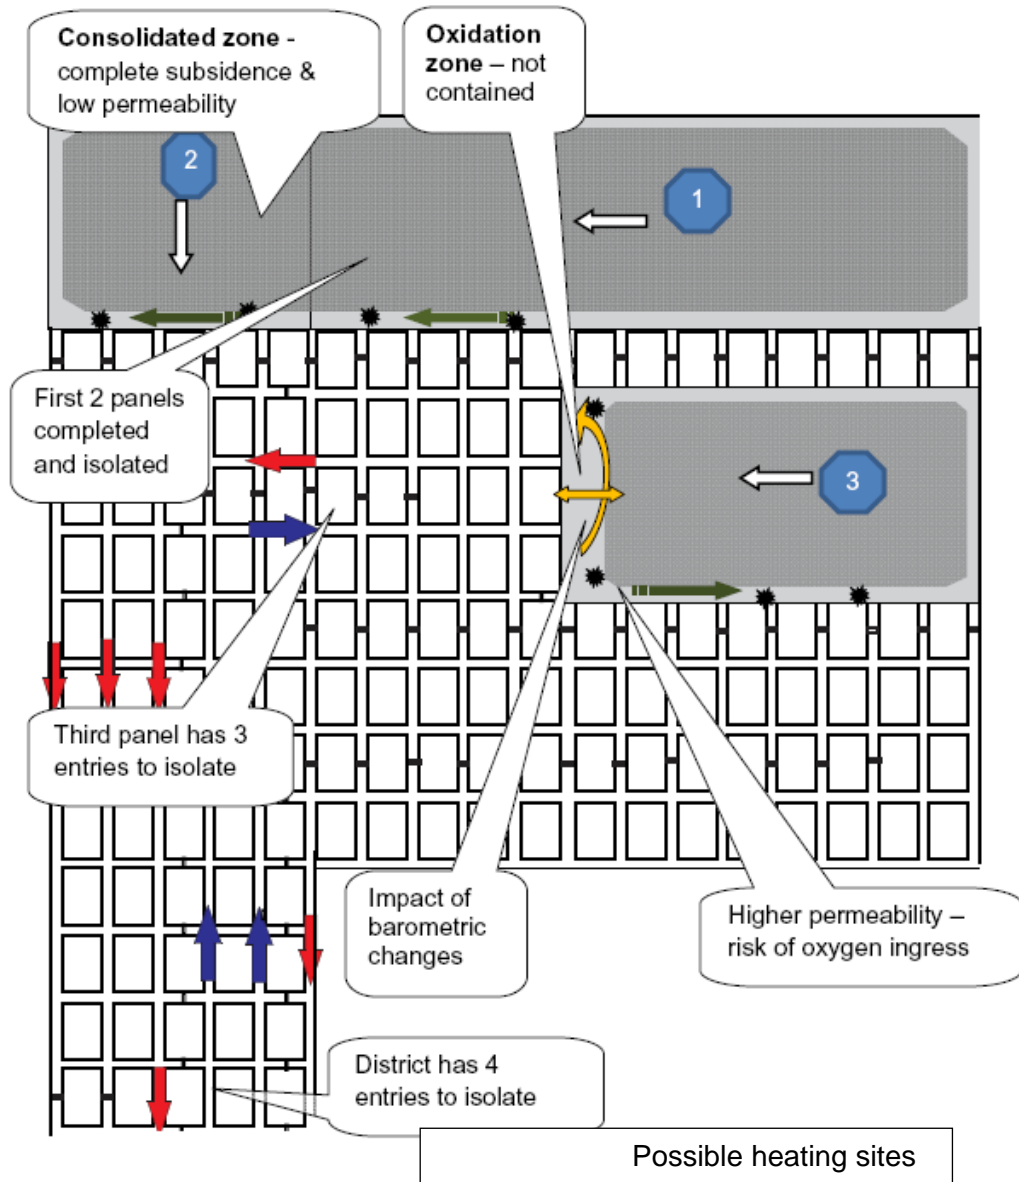 Consolidated zone -
complete subsidence &
low permeability
Oxidation
zone – not
contained
2
1
First 2 panels
completed
and isolated
3
Third panel has 3
entries to isolate
Impact of
barometric
changes
Higher permeability –
risk of oxygen ingress
District has 4
entries to isolate
Possible heating sites